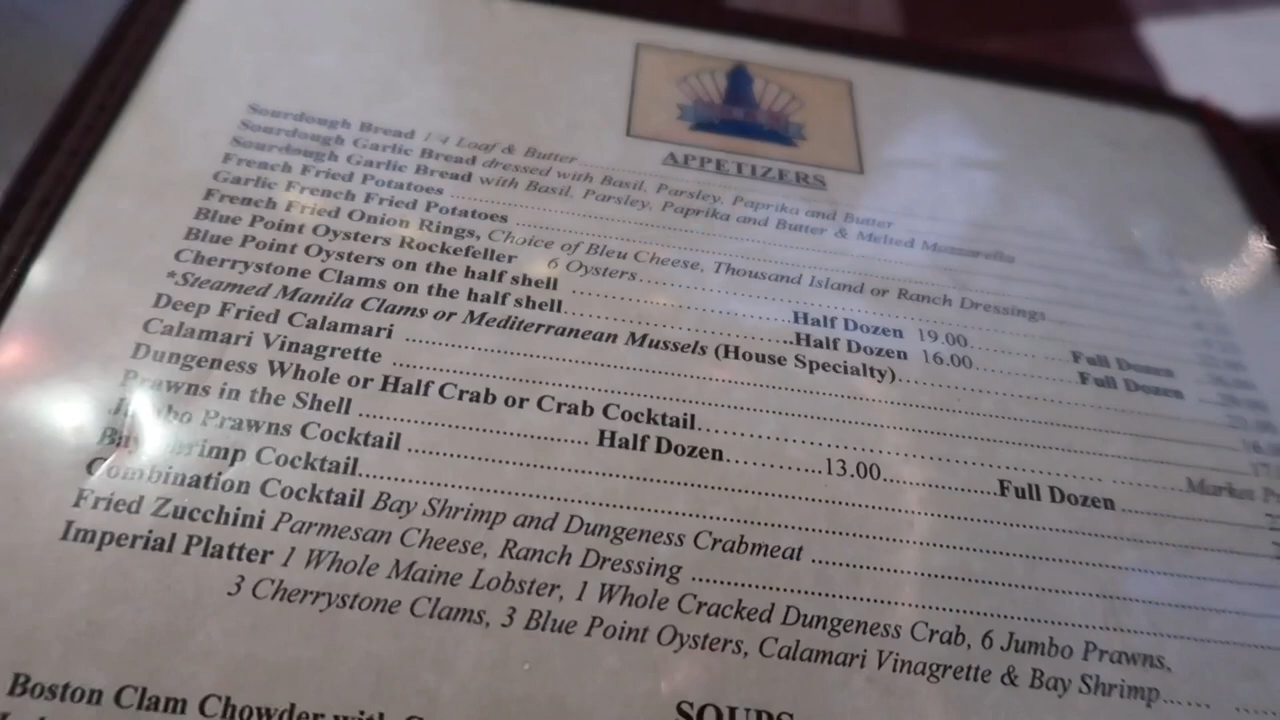 APPETIZERS
Sourdough Bread 1/4 Loaf & Butter
Sourdough Garlic Bread dressed with Basil, Parsley, Paprika and Butter
Sourdough Garlic Bread with Basil, Parsley, Paprika and Butter & Melted Mozzarella
French Fried Potatoes
Garlic French Fried Potatoes
French Fried Onion Rings, Choice of Bleu Cheese, Thousand Island or Ranch Dressings
Blue Point Oysters Rockefeller 6 Oysters
Blue Point Oysters on the half shell Half Dozen 19.00 Full Dozen
Cherrystone Clams on the half shell Half Dozen 16.00 Full Dozen
*Steamed Manila Clams or Mediterranean Mussels (House Specialty)
Deep Fried Calamari
Calamari Vinagrette
Dungeness Whole or Half Crab or Crab Cocktail Market
Prawns in the Shell Half Dozen 13.00 Full Dozen
Jumbo Prawns Cocktail
Bay Shrimp Cocktail
Combination Cocktail Bay Shrimp and Dungeness Crabmeat
Fried Zucchini Parmesan Cheese, Ranch Dressing
Imperial Platter 1 Whole Maine Lobster, 1 Whole Cracked Dungeness Crab, 6 Jumbo Prawns,
3 Cherrystone Clams, 3 Blue Point Oysters, Calamari Vinagrette & Bay Shrimp
SOUPS
Boston Clam Chowder with